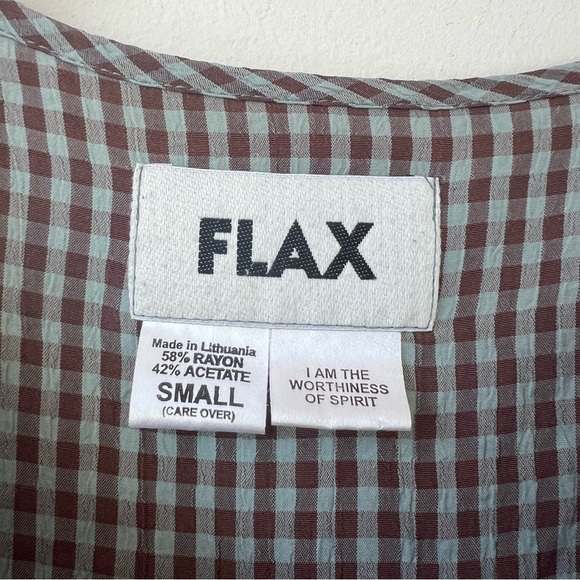 FLAX
Made in Lithuania
58% RAYON
42% ACETATE
SMALL
(CARE OVER)
I AM THE
WORTHINESS
OF SPIRIT